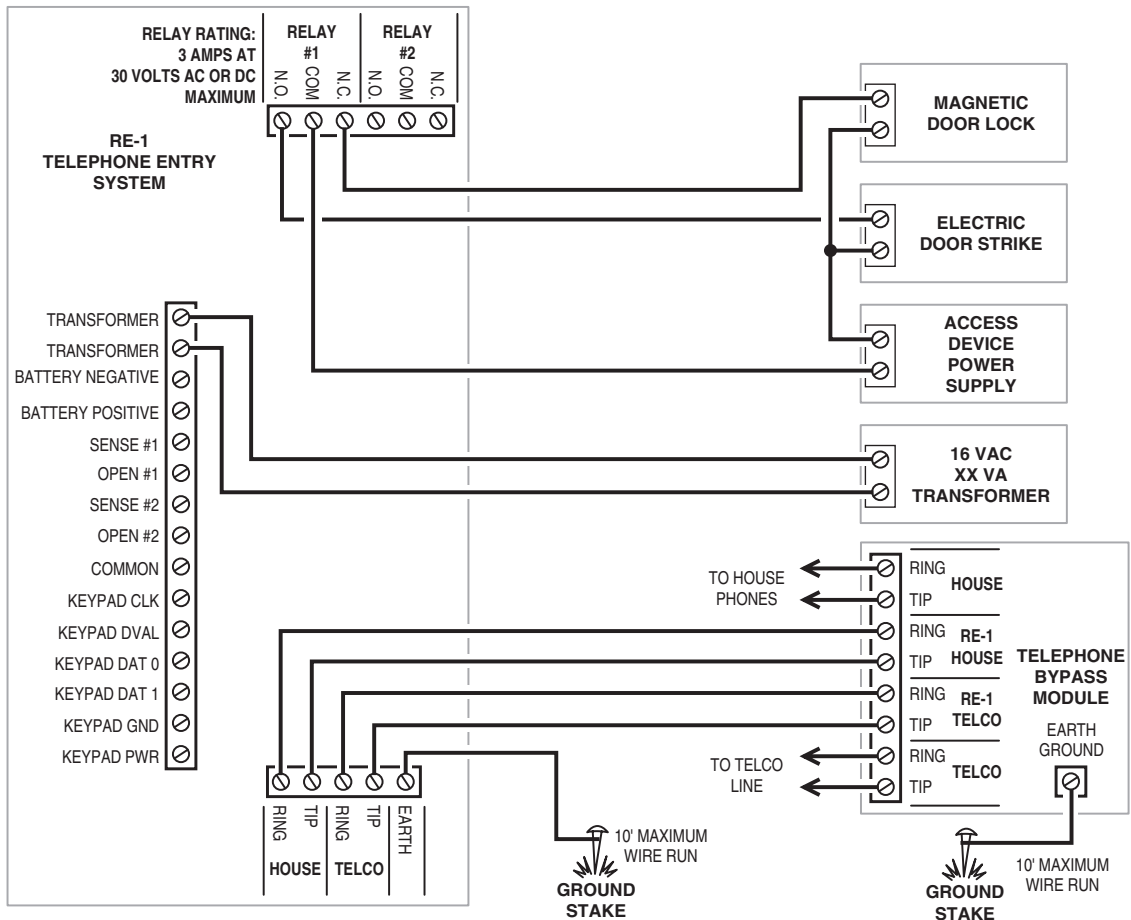 RELAY RATING:
3 AMPS AT
30 VOLTS AC OR DC
MAXIMUM
RELAY
#1
RELAY
#2
N.O.
COM
N.C.
N.O.
COM
N.C.
RE-1
TELEPHONE ENTRY
SYSTEM
MAGNETIC
DOOR LOCK
ELECTRIC
DOOR STRIKE
ACCESS
DEVICE
POWER
SUPPLY
16 VAC
XX VA
TRANSFORMER
TRANSFORMER
TRANSFORMER
BATTERY NEGATIVE
BATTERY POSITIVE
SENSE #1
OPEN #1
SENSE #2
OPEN #2
COMMON
KEYPAD CLK
KEYPAD DVAL
KEYPAD DAT 0
KEYPAD DAT 1
KEYPAD GND
KEYPAD PWR
TO HOUSE
PHONES
RING
TIP
HOUSE
RING
TIP
RE-1
HOUSE
RING
TIP
RE-1
TELCO
RING
TIP
TELCO
TO TELCO
LINE
TELEPHONE
BYPASS
MODULE
EARTH
GROUND
RING
TIP
RING
TIP
EARTH
HOUSE
TELCO
10' MAXIMUM
WIRE RUN
GROUND
STAKE
10' MAXIMUM
WIRE RUN
GROUND
STAKE